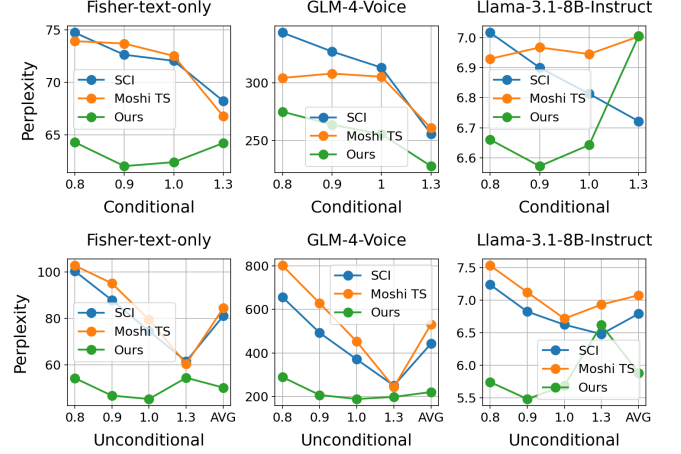 Fisher-text-only
GLM-4-Voice
Llama-3.1-8B-Instruct
Perplexity
75
70
65
SCI
Moshi TS
Ours
0.8 0.9 1.0 1.3
Conditional
300
250
SCI
Moshi TS
Ours
0.8 0.9 1 1.3
Conditional
7.0
6.9
6.8
6.7
6.6
SCI
Moshi TS
Ours
0.8 0.9 1.0 1.3
Conditional
Fisher-text-only
GLM-4-Voice
Llama-3.1-8B-Instruct
Perplexity
100
80
60
SCI
Moshi TS
Ours
0.8 0.9 1.0 1.3 AVG
Unconditional
800
600
400
200
SCI
Moshi TS
Ours
0.8 0.9 1.0 1.3 AVG
Unconditional
7.5
7.0
6.5
6.0
5.5
SCI
Moshi TS
Ours
0.8 0.9 1.0 1.3 AVG
Unconditional